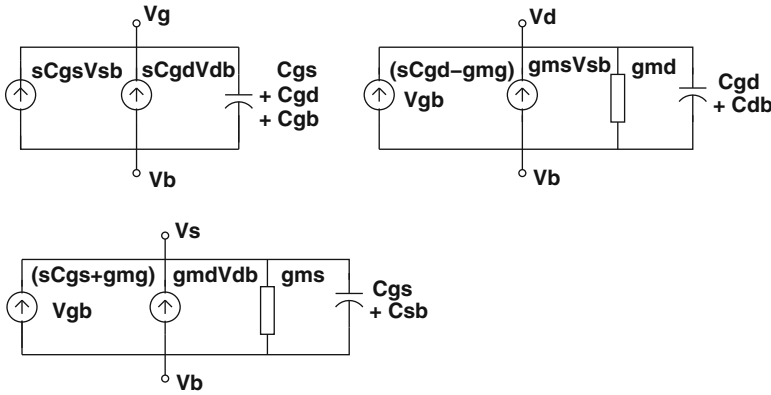 Vg
sCgsVsb sCgdVdb
Cgs
+ Cgd
+ Cgb
Vb
Vd
(sCgd−gmg) gmsVsb gmd
Vgb
Cgd
+ Cdb
Vb
Vs
(sCgs+gmg) gmdVdb gms
Vgb
Cgs
+ Csb
Vb